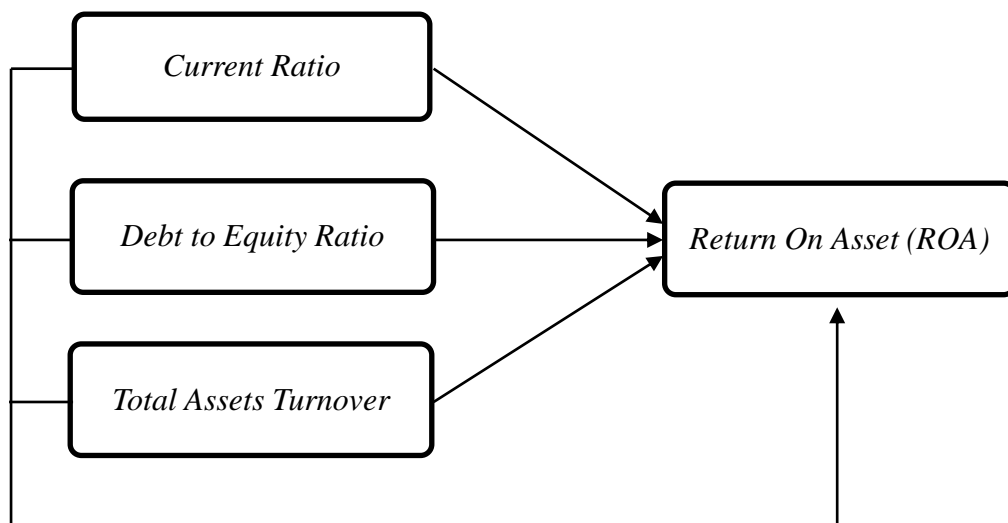 Current Ratio
Debt to Equity Ratio
Return On Asset (ROA)
Total Assets Turnover